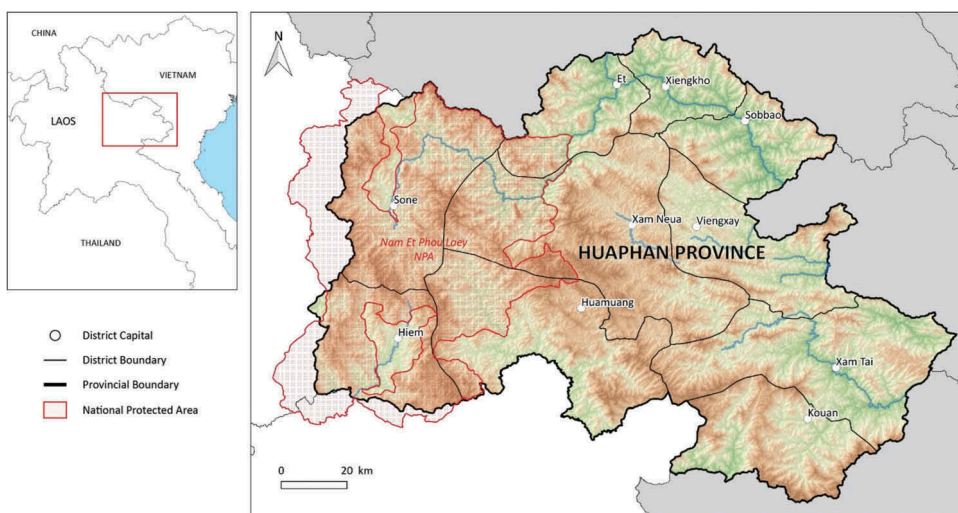 CHINA
VIETNAM
LAOS
THAILAND
District Capital
District Boundary
Provincial Boundary
National Protected Area
N
Et
Xiengkho
Sobbao
Sone
Xam Neua
Viengxay
Nam Et Phou Loey
NPA
HUAPHAN PROVINCE
Huamuang
Hiem
Xam Tai
Kouan
0 20 km